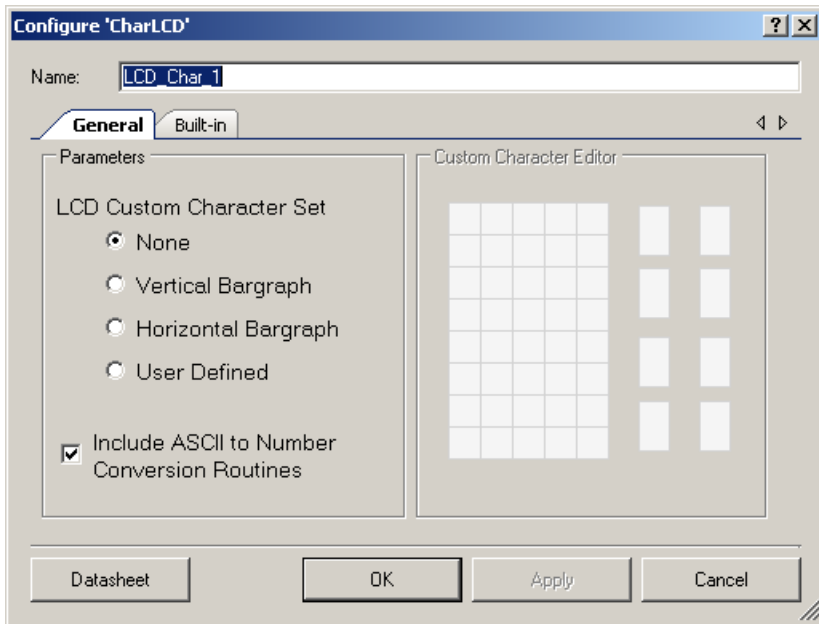 Configure 'CharLCD'
Name: LCD_Char_1
General Built-in
Parameters
LCD Custom Character Set
None
Vertical Bargraph
Horizontal Bargraph
User Defined
Include ASCII to Number
Conversion Routines
Custom Character Editor
Datasheet OK Apply Cancel